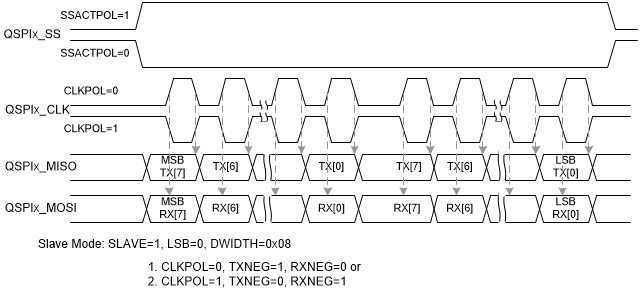 SSACTPOL=1
QSPIx_SS
SSACTPOL=0
CLKPOL=0
QSPIx_CLK
CLKPOL=1
QSPIx_MISO MSB TX[7] TX[6] TX[0] TX[7] TX[6] LSB TX[0]
QSPIx_MOSI MSB RX[7] RX[6] RX[0] RX[7] RX[6] LSB RX[0]
Slave Mode: SLAVE=1, LSB=0, DWIDTH=0x08
1. CLKPOL=0, TXNEG=1, RXNEG=0 or
2. CLKPOL=1, TXNEG=0, RXNEG=1